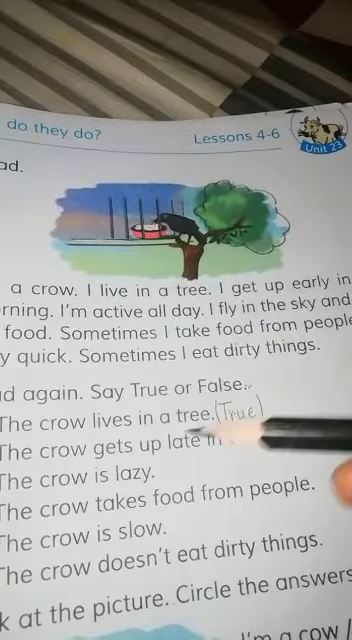 do they do?
Lessons 4-6
Unit 23
ad.
a crow. I live in a tree. I get up early in
rning. I'm active all day. I fly in the sky and
food. Sometimes I take food from people
y quick. Sometimes I eat dirty things.
d again. Say True or False.
The crow lives in a tree. (True)
The crow gets up late
The crow is lazy.
The crow takes food from people.
The crow is slow.
The crow doesn't eat dirty things.
k at the picture. Circle the answers
I'm a cow /